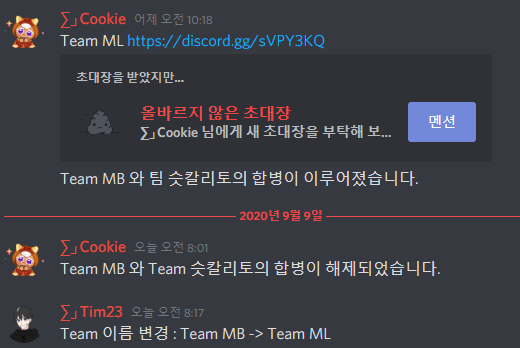 ∑」Cookie 어제 오전 10:18
Team ML https://discord.gg/sVPY3KQ
초대장을 받았지만...
올바르지 않은 초대장
∑」Cookie 님에게 새 초대장을 부탁해 보...
멘션
Team MB 와 팀 숫칼리토의 합병이 이루어졌습니다.
2020년 9월 9일
∑」Cookie 오늘 오전 8:01
Team MB 와 Team 숫칼리토의 합병이 해제되었습니다.
∑」Tim23 오늘 오전 8:17
Team 이름 변경 : Team MB -> Team ML